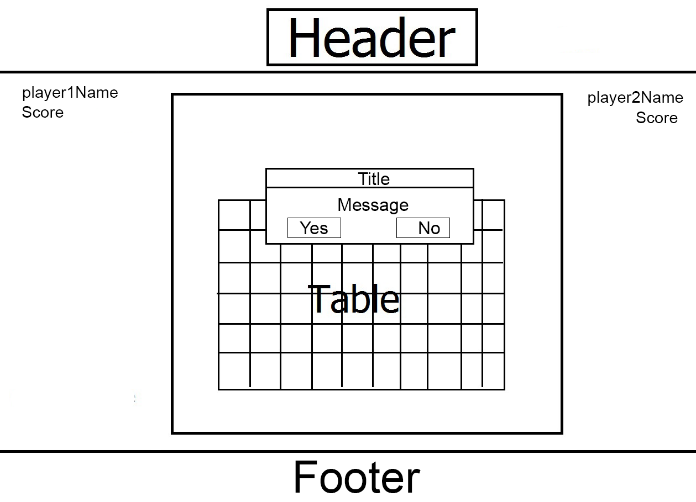 Header
player1Name
Score
player2Name
Score
Title
Message
Yes
No
Table
Footer